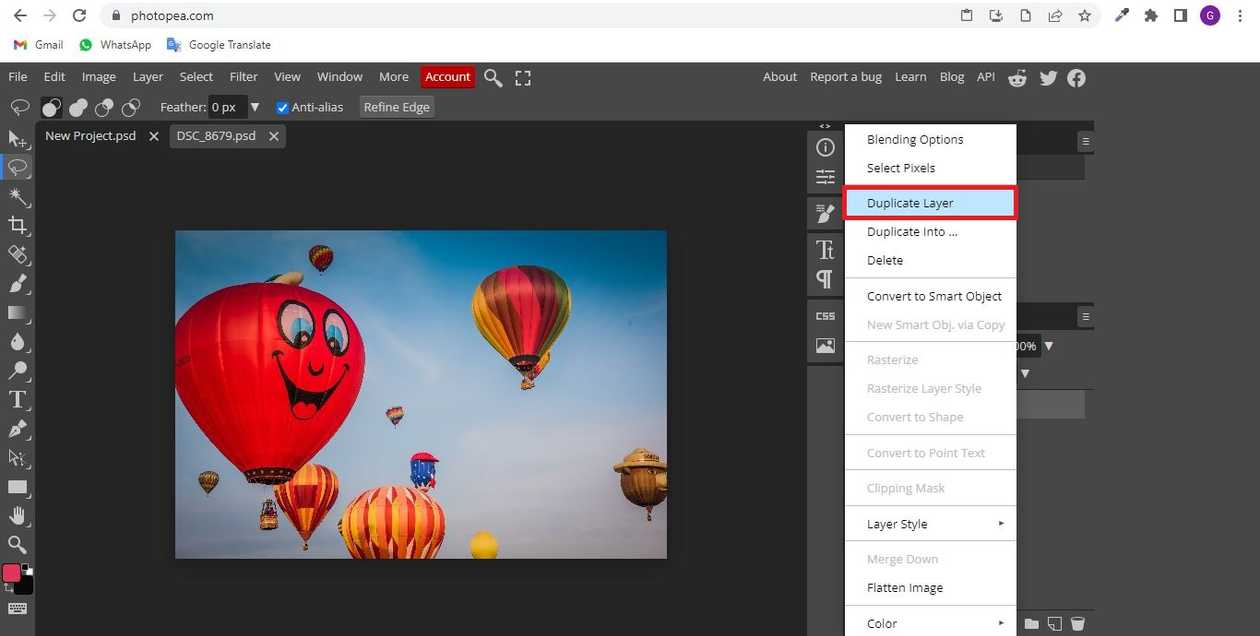 photopea.com
G
Gmail WhatsApp Google Translate
File Edit Image Layer Select Filter View Window More Account About Report a bug Learn Blog API
Feather: 0 px Anti-alias Refine Edge
New Project.psd DSC_8679.psd
Blending Options
Select Pixels
Duplicate Layer
Duplicate Into ...
Delete
Convert to Smart Object
CSS
New Smart Obj. via Copy
00%
Rasterize
Rasterize Layer Style
Convert to Shape
Convert to Point Text
Clipping Mask
Layer Style
Merge Down
Flatten Image
Color